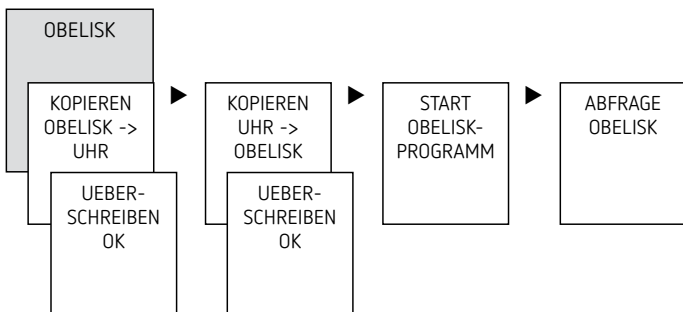 OBELISK
KOPIEREN
OBELISK ->
UHR
UEBER-
SCHREIBEN
OK
KOPIEREN
UHR ->
OBELISK
UEBER-
SCHREIBEN
OK
START
OBELISK-
PROGRAMM
ABFRAGE
OBELISK